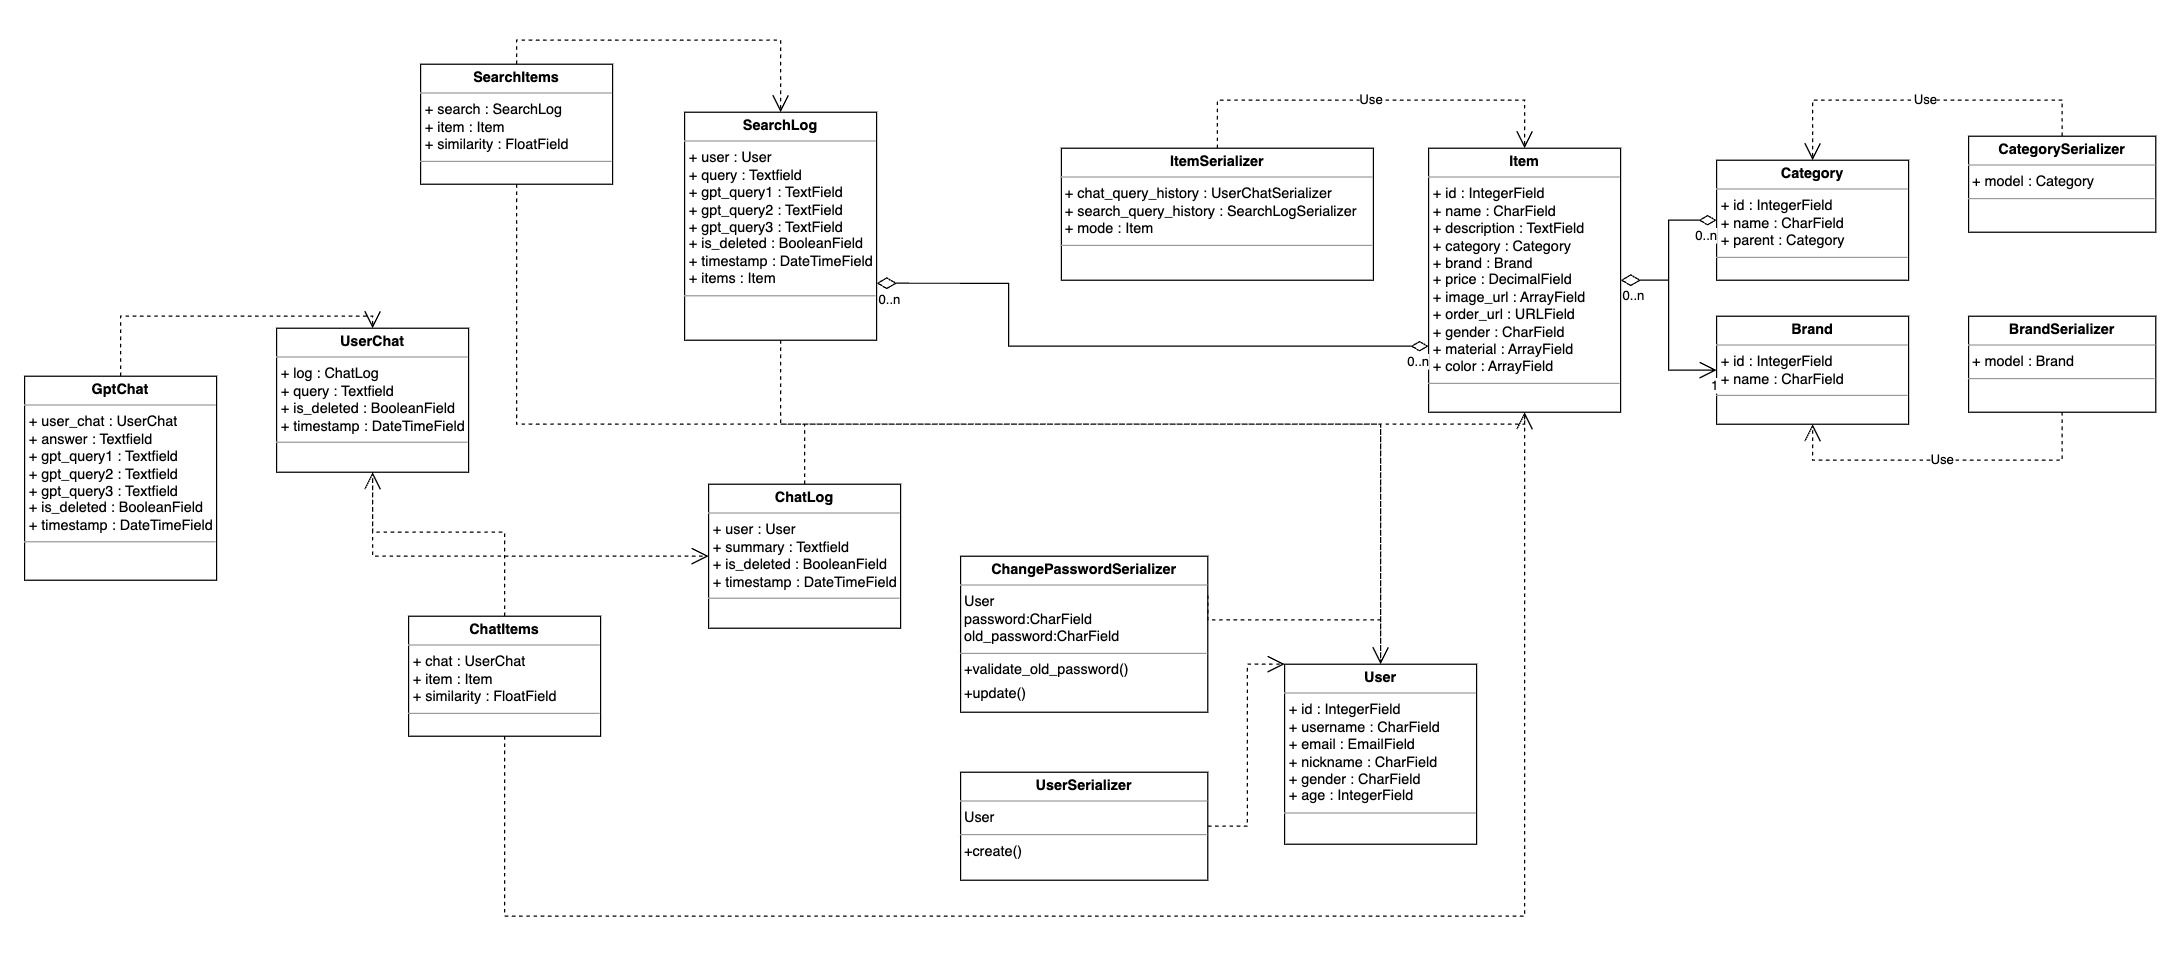 SearchItems
+ search : SearchLog
+ item : Item
+ similarity : FloatField
SearchLog
+ user : User
+ query : Textfield
+ gpt_query1 : TextField
+ gpt_query2 : TextField
+ gpt_query3 : TextField
+ is_deleted : BooleanField
+ timestamp : DateTimeField
+ items : Item
0..n
Use
ItemSerializer
+ chat_query_history : UserChatSerializer
+ search_query_history : SearchLogSerializer
+ mode : Item
Item
+ id : IntegerField
+ name : CharField
+ description : TextField
+ category : Category
+ brand : Brand
+ price : DecimalField
+ image_url : ArrayField
+ order_url : URLField
+ gender : CharField
+ material : ArrayField
+ color : ArrayField
0..n
0..n
Use
Category
+ id : IntegerField
+ name : CharField
+ parent : Category
0..n
CategorySerializer
+ model : Category
Brand
+ id : IntegerField
+ name : CharField
1
BrandSerializer
+ model : Brand
Use
UserChat
+ log : ChatLog
+ query : Textfield
+ is_deleted : BooleanField
+ timestamp : DateTimeField
GptChat
+ user_chat : UserChat
+ answer : Textfield
+ gpt_query1 : Textfield
+ gpt_query2 : Textfield
+ gpt_query3 : Textfield
+ is_deleted : BooleanField
+ timestamp : DateTimeField
ChatLog
+ user : User
+ summary : Textfield
+ is_deleted : BooleanField
+ timestamp : DateTimeField
ChatItems
+ chat : UserChat
+ item : Item
+ similarity : FloatField
ChangePasswordSerializer
User
password:CharField
old_password:CharField
+validate_old_password()
+update()
User
+ id : IntegerField
+ username : CharField
+ email : EmailField
+ nickname : CharField
+ gender : CharField
+ age : IntegerField
UserSerializer
User
+create()